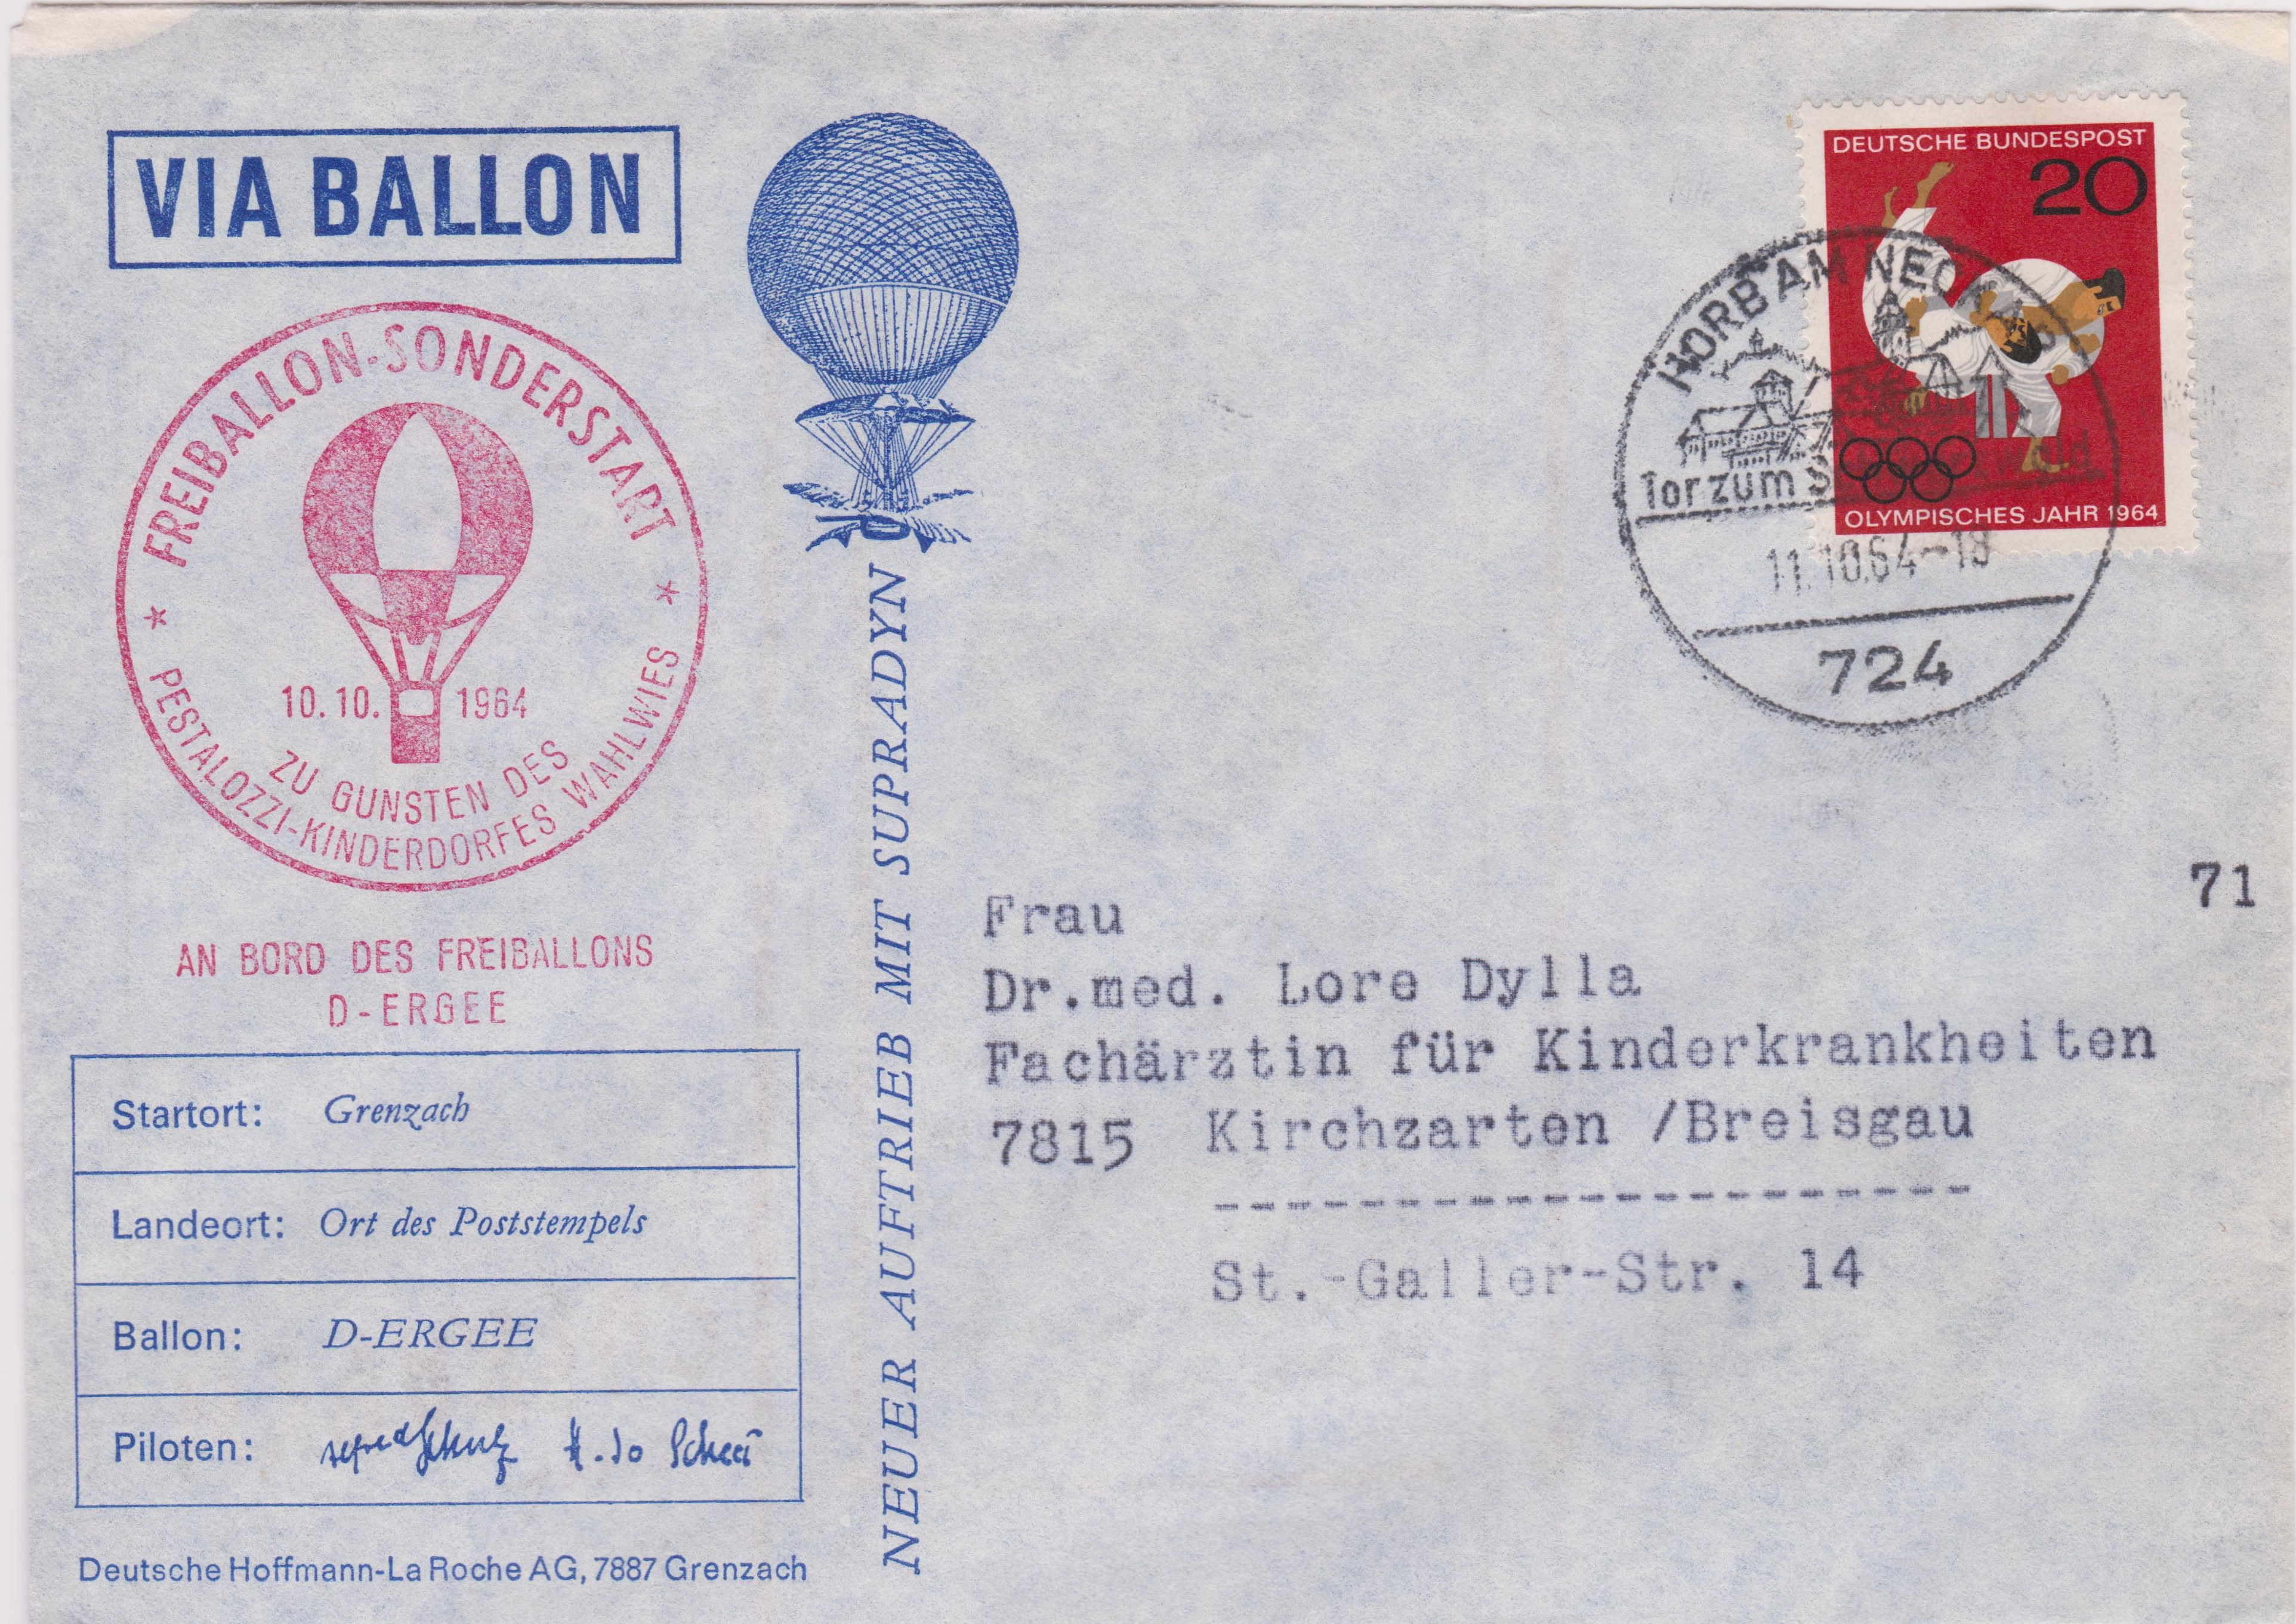 VIA BALLON
FREIBALLON-SONDERSTART
10.10. 1964
ZU GUNSTEN DES
* PESTALOZZI-KINDERDORFES WAHLWIES *
AN BORD DES FREIBALLONS
D-ERGEE
Startort: Grenzach
Landeort: Ort des Poststempels
Ballon: D-ERGEE
Piloten:
Deutsche Hoffmann-La Roche AG, 7887 Grenzach
NEUER AUFTRIEB MIT SUPRADYN
DEUTSCHE BUNDESPOST
20
OLYMPISCHES JAHR 1964
HORB AM
Tor zum
11.10.64-18
724
71
Frau
Dr.med. Lore Dylla
Fachärztin für Kinderkrankheiten
7815 Kirchzarten /Breisgau
-----------------------
St.-Galler-Str. 14